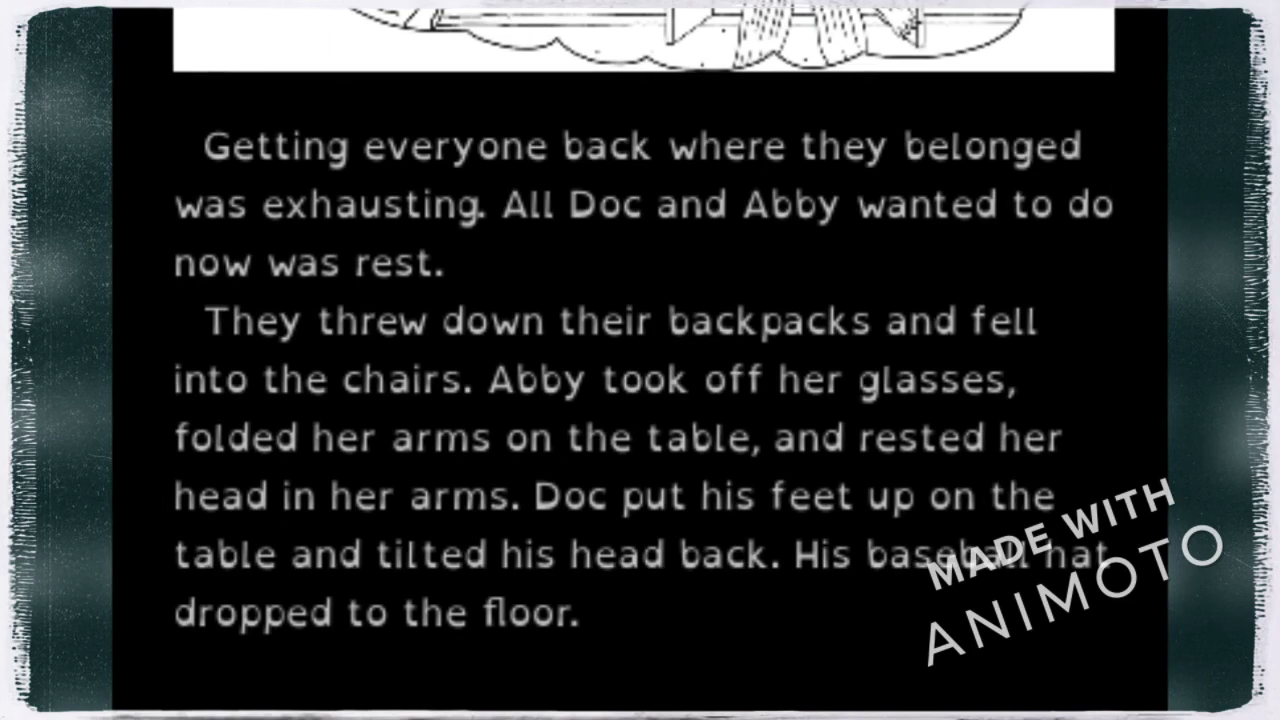 Getting everyone back where they belonged
was exhausting. All Doc and Abby wanted to do
now was rest.
They threw down their backpacks and fell
into the chairs. Abby took off her glasses,
folded her arms on the table, and rested her
head in her arms. Doc put his feet up on the
table and tilted his head back. His baseball hat
dropped to the floor.
MADE WITH
ANIMOTO